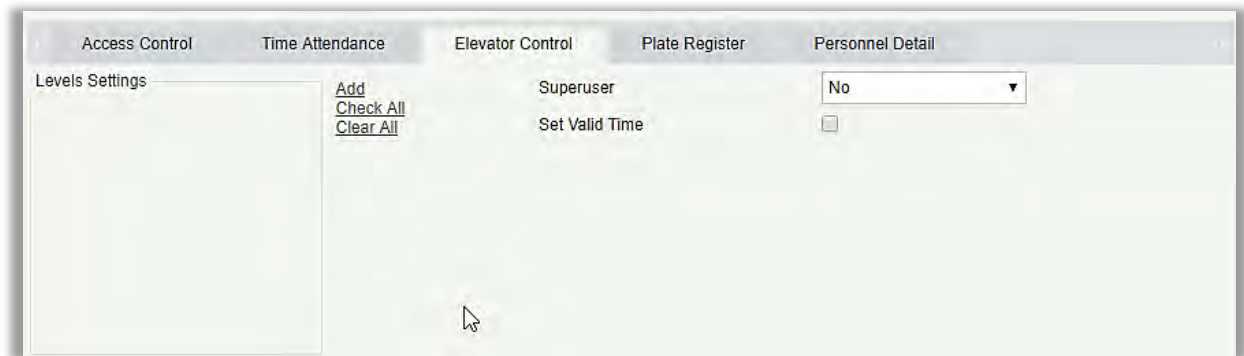 Access Control Time Attendance Elevator Control Plate Register Personnel Detail
Levels Settings
Add Superuser No
Check All
Clear All Set Valid Time